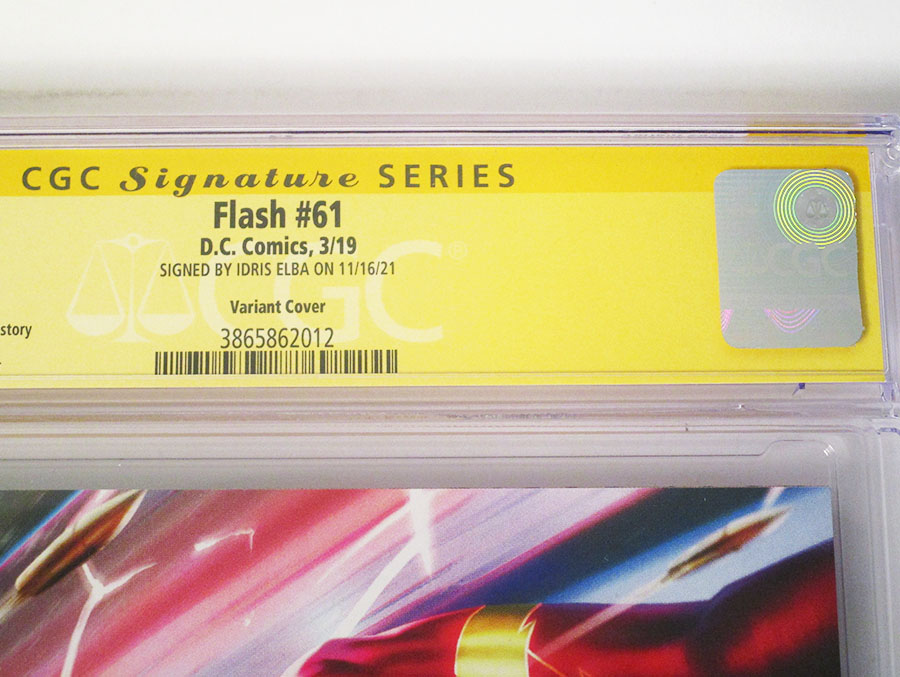 CGC Signature SERIES
Flash #61
D.C. Comics, 3/19
SIGNED BY IDRIS ELBA ON 11/16/21
CGC®
CGC
Variant Cover
story
3865862012